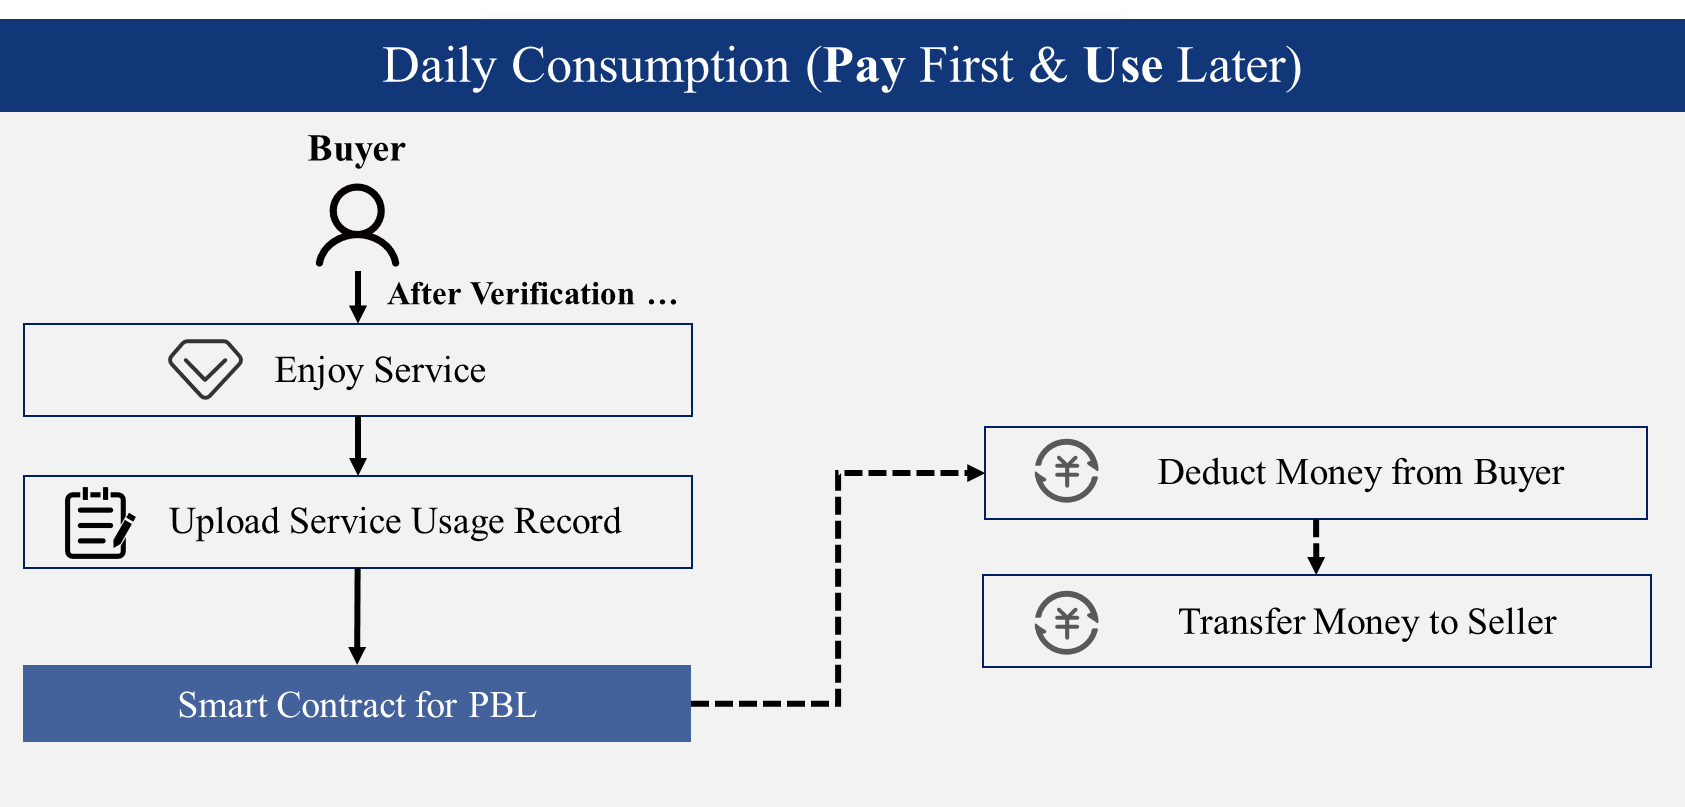 Daily Consumption (Pay First & Use Later)
Buyer
After Verification …
Enjoy Service
Upload Service Usage Record
Smart Contract for PBL
Deduct Money from Buyer
Transfer Money to Seller